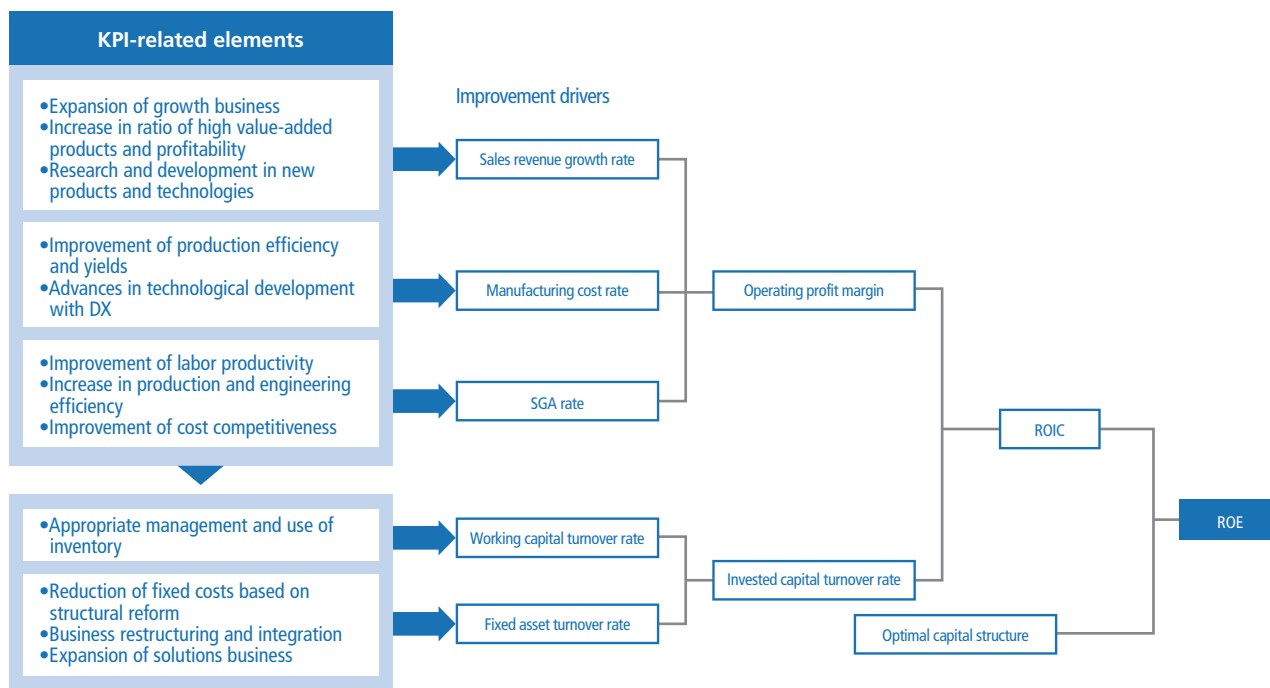 KPI-related elements
•Expansion of growth business
•Increase in ratio of high value-added
products and profitability
•Research and development in new
products and technologies
•Improvement of production efficiency
and yields
•Advances in technological development
with DX
•Improvement of labor productivity
•Increase in production and engineering
efficiency
•Improvement of cost competitiveness
•Appropriate management and use of
inventory
•Reduction of fixed costs based on
structural reform
•Business restructuring and integration
•Expansion of solutions business
Improvement drivers
Sales revenue growth rate
Manufacturing cost rate
SGA rate
Working capital turnover rate
Fixed asset turnover rate
Operating profit margin
Invested capital turnover rate
Optimal capital structure
ROIC
ROE